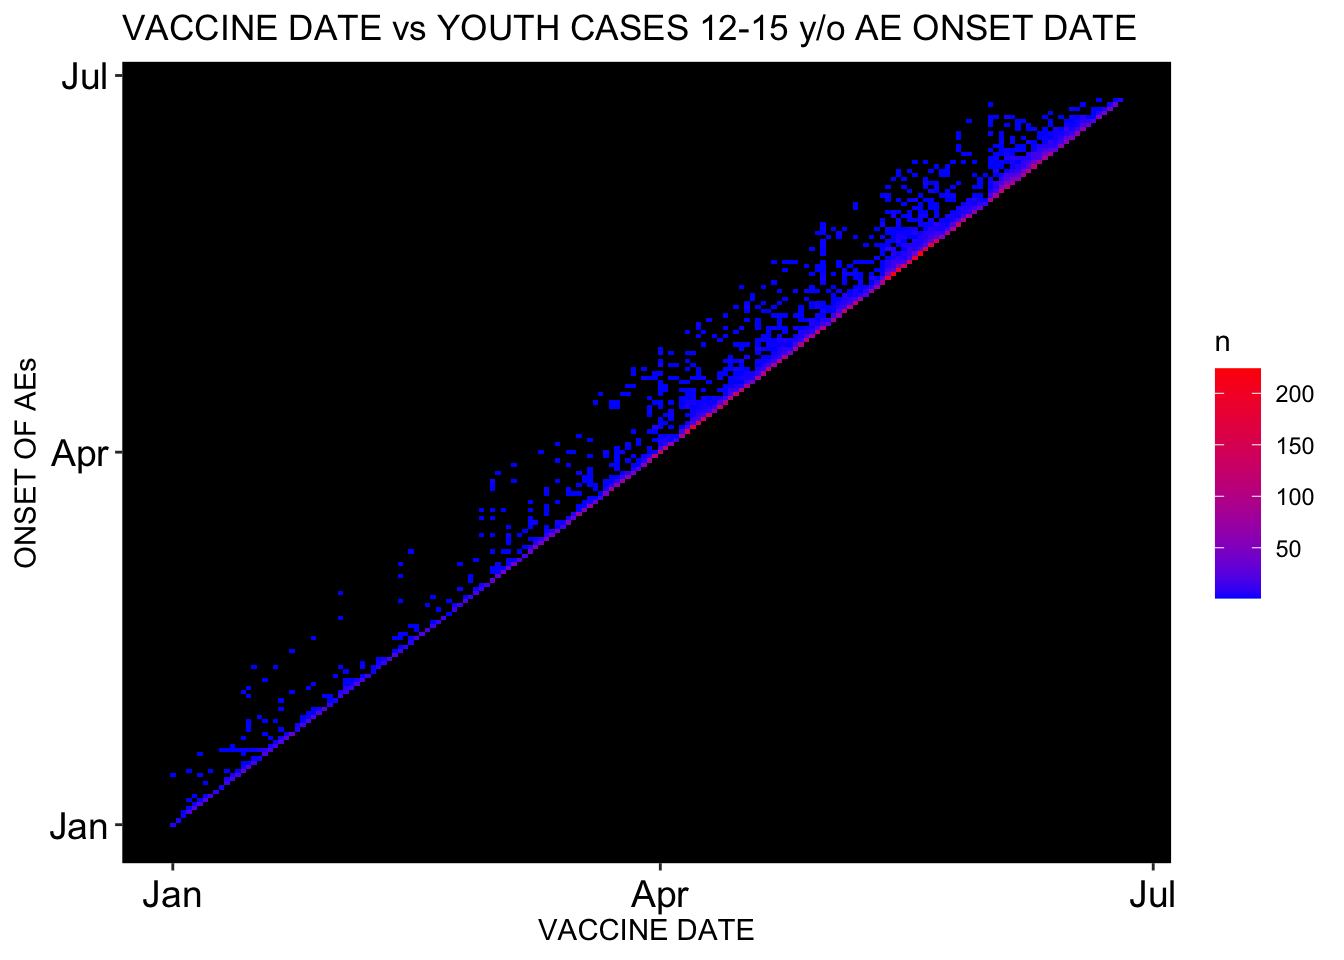 VACCINE DATE vs YOUTH CASES 12-15 y/o AE ONSET DATE
Jul
Apr
Jan
ONSET OF AEs
Jan
Apr
Jul
VACCINE DATE
n
200
150
100
50